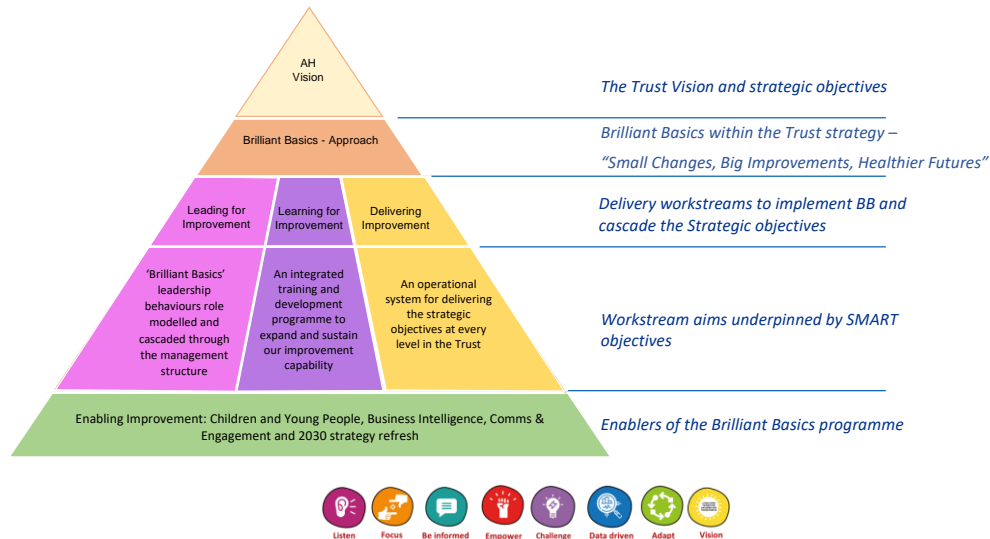 AH
Vision
The Trust Vision and strategic objectives
Brilliant Basics - Approach
Brilliant Basics within the Trust strategy –
“Small Changes, Big Improvements, Healthier Futures”
Leading for
Improvement
Learning for
Improvement
Delivering
Improvement
Delivery workstreams to implement BB and
cascade the Strategic objectives
‘Brilliant Basics’
leadership
behaviours role
modelled and
cascaded through
the management
structure
An integrated
training and
development
programme to
expand and sustain
our improvement
capability
An operational
system for delivering
the strategic
objectives at every
level in the Trust
Workstream aims underpinned by SMART
objectives
Enabling Improvement: Children and Young People, Business Intelligence, Comms &
Engagement and 2030 strategy refresh
Enablers of the Brilliant Basics programme
Listen
Focus
Be informed
Empower
Challenge
Data driven
Adapt
Vision